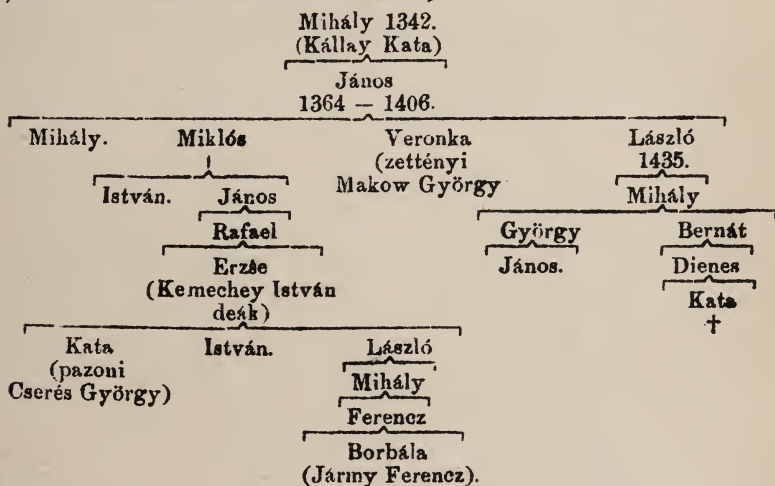 Mihály 1342.
(Kállay Kata)
János
1364 — 1406.
Mihály. Miklós Veronka László
(zettényi 1435.
István. János Makow György Mihály
Rafael György Bernát
Erzse János. Dienes
(Kemechey István Kata
deák) †
Kata István. László
(pazoni Mihály
Cserés György)
Ferencz
Borbála
(Jármy Ferencz).